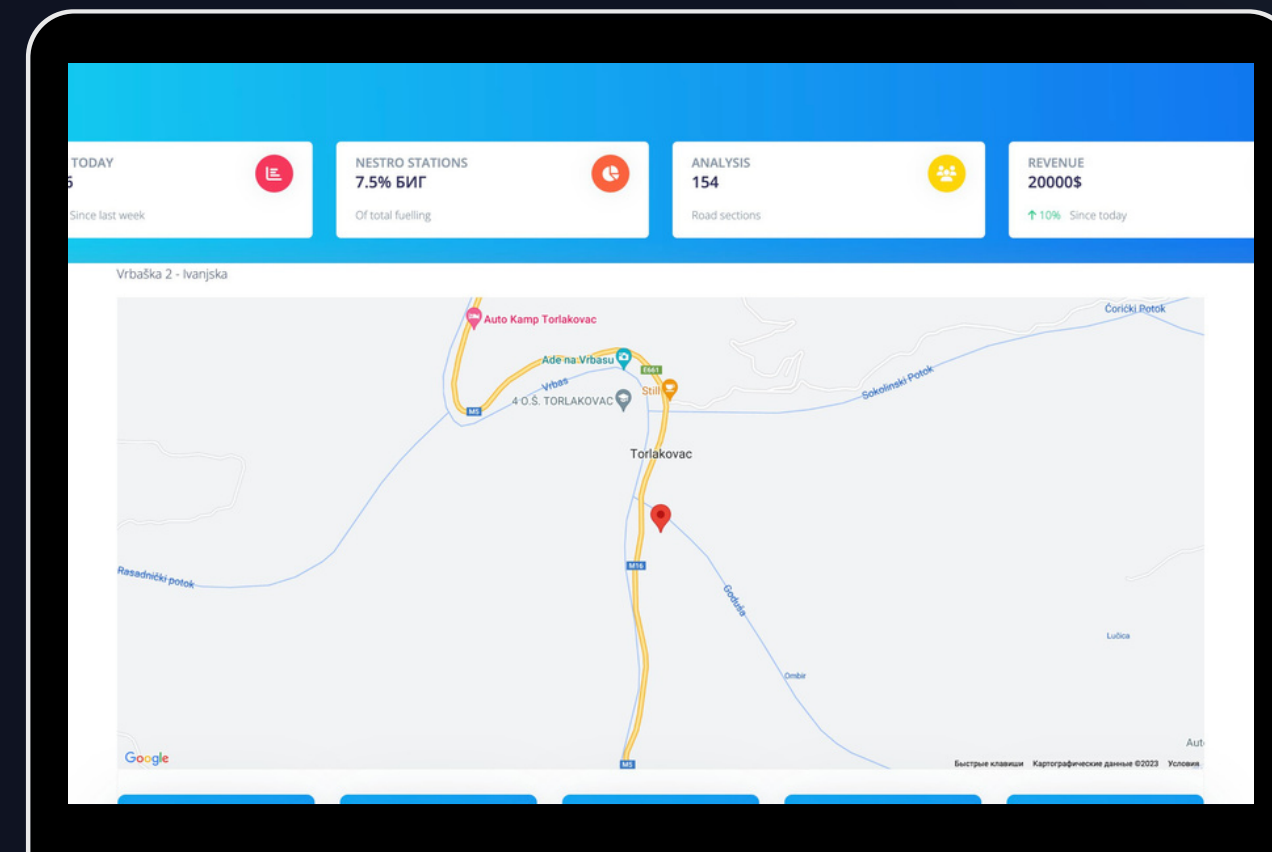 TODAY
Since last week
NESTRO STATIONS
7.5% БИГ
Of total fuelling
ANALYSIS
154
Road sections
REVENUE
20000$
10% Since today
Vrbaška 2 - Ivanjska
Auto Kamp Torlakovac
Ćorićki Potok
Ade na Vrbasu
E661
Vrbas
Still
Sokolinski Potok
4 O.Š. TORLAKOVAC
M5
Torlakovac
M16
Rasadnički potok
Goduša
Lučica
Ombir
Google
M5
Быстрые клавиши Картографические данные ©2023 Условия